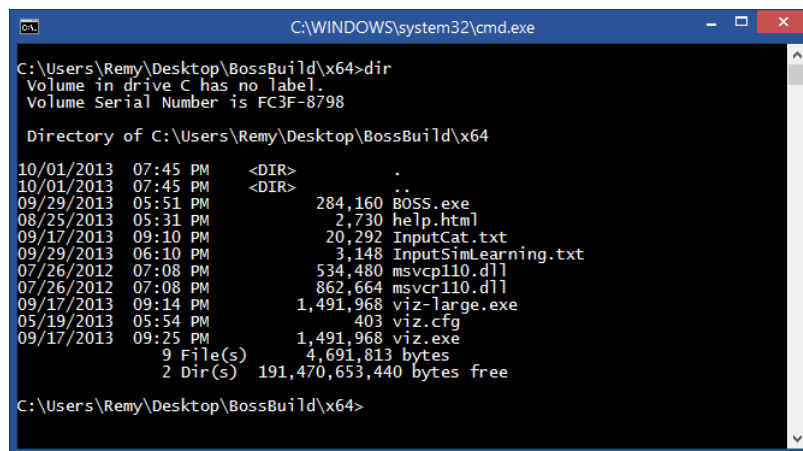 C:\WINDOWS\system32\cmd.exe
C:\Users\Remy\Desktop\BossBuild\x64>dir
 Volume in drive C has no label.
 Volume Serial Number is FC3F-8798
 Directory of C:\Users\Remy\Desktop\BossBuild\x64
10/01/2013  07:45 PM    <DIR>          .
10/01/2013  07:45 PM    <DIR>          ..
09/29/2013  05:51 PM           284,160 BOSS.exe
08/25/2013  05:31 PM             2,730 help.html
09/17/2013  09:10 PM            20,292 InputCat.txt
09/29/2013  06:10 PM             3,148 InputSimLearning.txt
07/26/2012  07:08 PM           534,480 msvcp110.dll
07/26/2012  07:08 PM           862,664 msvcr110.dll
09/17/2013  09:14 PM         1,491,968 viz-large.exe
05/19/2013  05:54 PM               403 viz.cfg
09/17/2013  09:25 PM         1,491,968 viz.exe
               9 File(s)      4,691,813 bytes
               2 Dir(s)  191,470,653,440 bytes free
C:\Users\Remy\Desktop\BossBuild\x64>